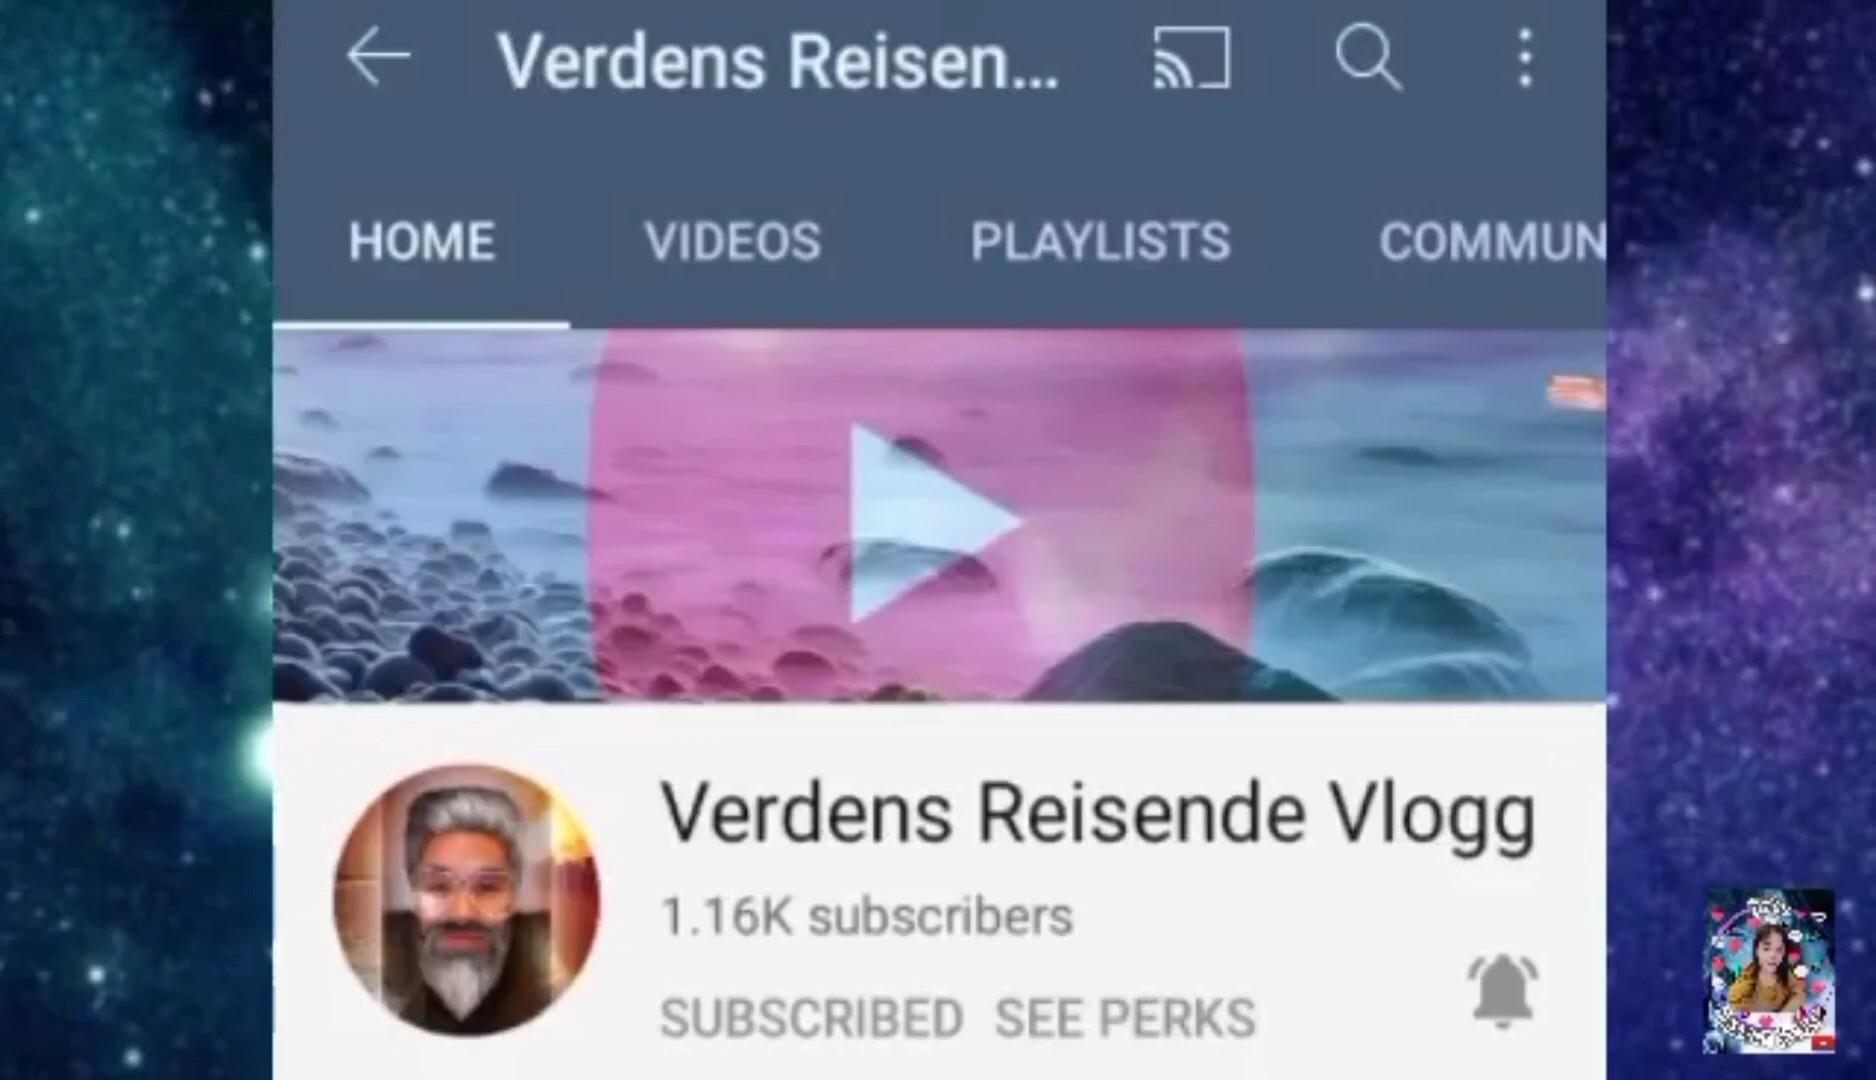 Verdens Reisen...
HOME VIDEOS PLAYLISTS COMMUN
Verdens Reisende Vlogg
1.16K subscribers
SUBSCRIBED SEE PERKS